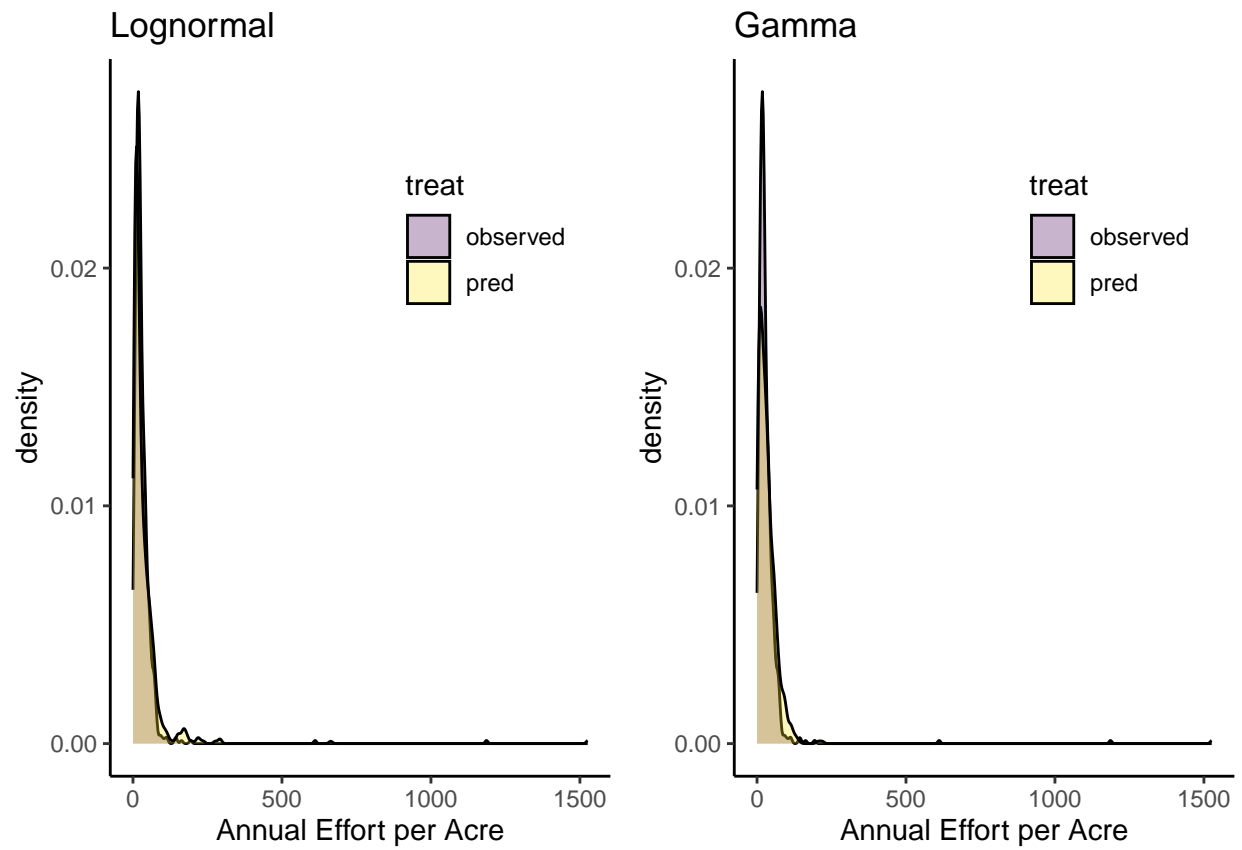 Lognormal
density
0.02
0.01
0.00
0
500
1000
1500
Annual Effort per Acre
treat
observed
pred
Gamma
density
0.02
0.01
0.00
0
500
1000
1500
Annual Effort per Acre
treat
observed
pred